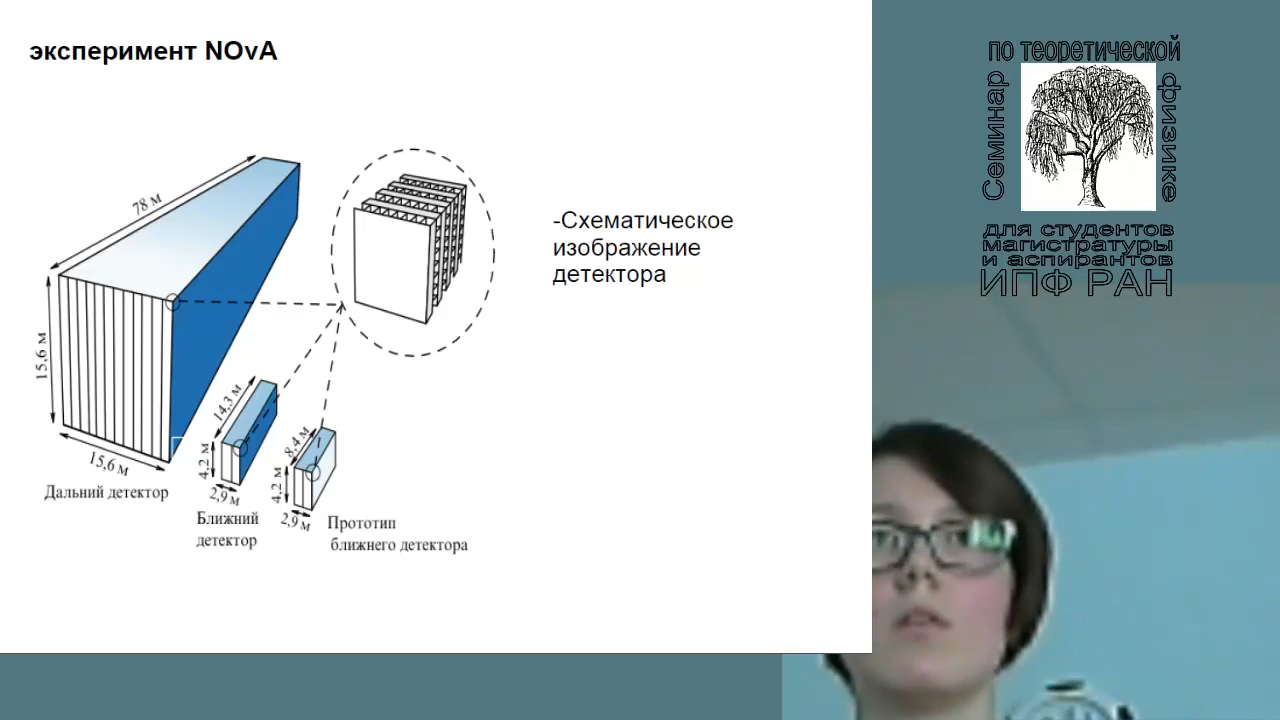 эксперимент NOvA
78 м
15,6 м
15,6 м
Дальний детектор
14,3 м
4,2 м
2,9 м
Ближний
детектор
8,4 м
4,2 м
2,9 м
Прототип
ближнего детектора
-Схематическое
изображение
детектора
Семинар
по теоретической
физике
для студентов
магистратуры
и аспирантов
ИПФ РАН